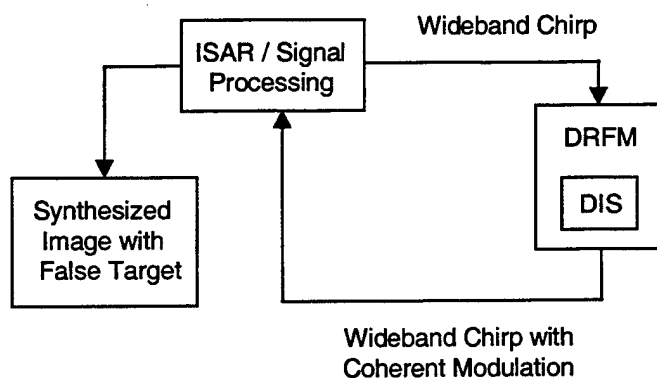 Wideband Chirp
ISAR / Signal
Processing
DRFM
DIS
Synthesized
Image with
False Target
Wideband Chirp with
Coherent Modulation